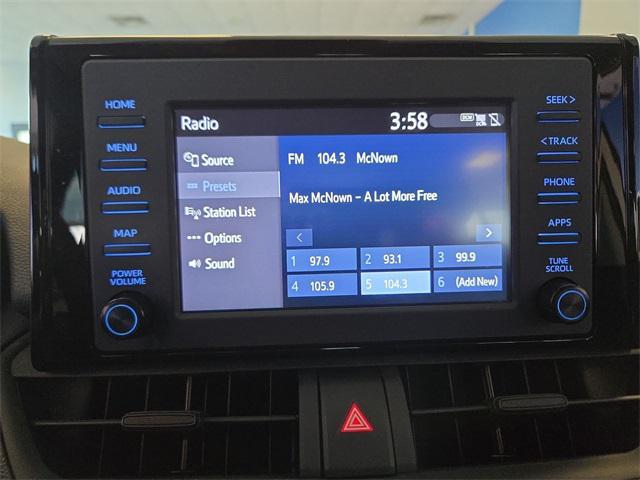 HOME
MENU
AUDIO
MAP
POWER
VOLUME
Radio
3:58
DCM
Source
Presets
Station List
Options
Sound
FM 104.3 McNown
Max McNown - A Lot More Free
< >
1 97.9 2 93.1 3 99.9
4 105.9 5 104.3 6 (Add New)
SEEK >
< TRACK
PHONE
APPS
TUNE
SCROLL